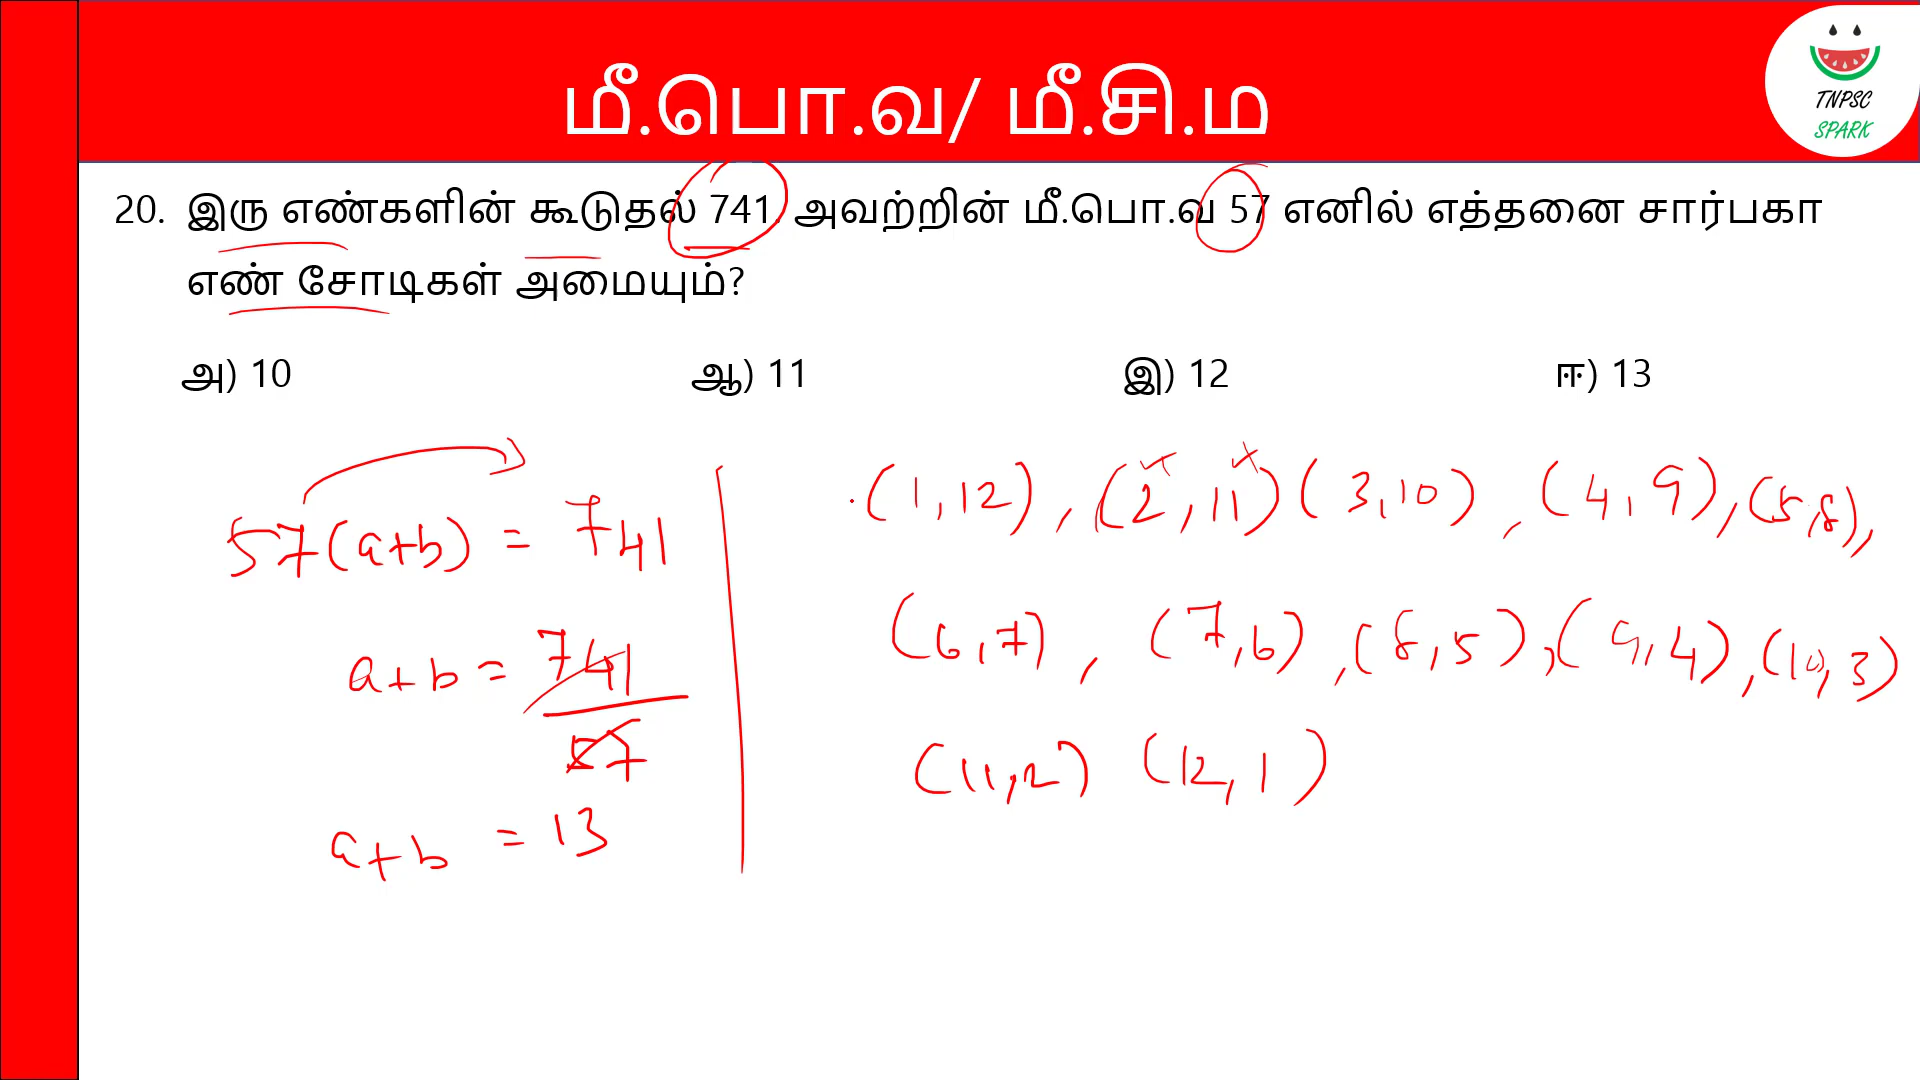 மீ.பொ.வ/ மீ.சி.ம
TNPSC
SPARK
20. இரு எண்களின் கூடுதல் 741. அவற்றின் மீ.பொ.வ 57 எனில் எத்தனை சார்பகா
எண் சோடிகள் அமையும்?
அ) 10 ஆ) 11 இ) 12 ஈ) 13
57(a+b) = 741
a+b = 741
57
a+b = 13
(1,12), (2,11) (3,10), (4,9), (5,8),
(6,7), (7,6), (8,5), (9,4), (10,3)
(11,2) (12,1)